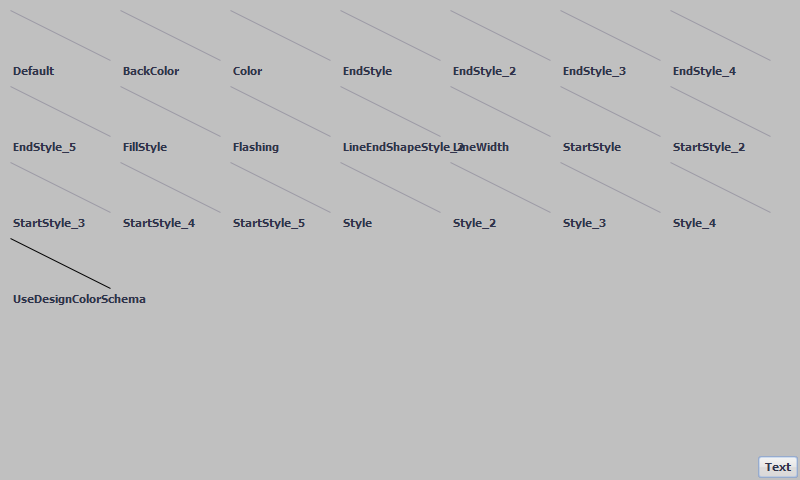 Default BackColor Color EndStyle EndStyle_2 EndStyle_3 EndStyle_4
EndStyle_5 FillStyle Flashing LineEndShapeStyle_2 LineWidth StartStyle StartStyle_2
StartStyle_3 StartStyle_4 StartStyle_5 Style Style_2 Style_3 Style_4
UseDesignColorSchema
Text